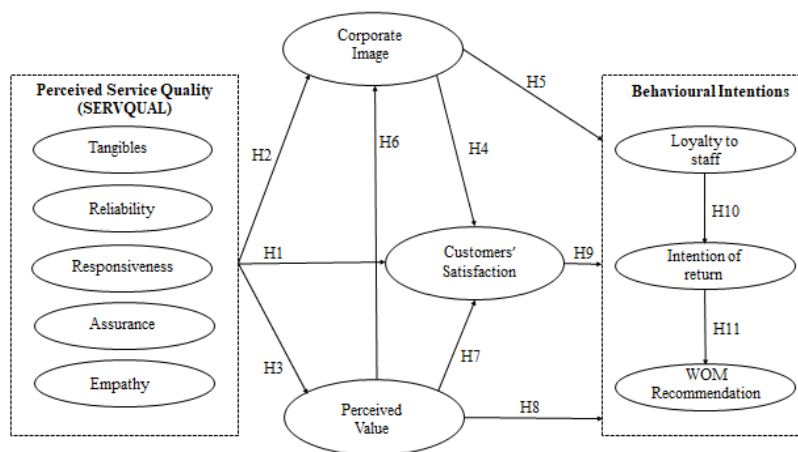 Corporate
Image
Perceived Service Quality
(SERVQUAL)
Tangibles
Reliability
Responsiveness
Assurance
Empathy
H2
H1
H3
H6
H4
H5
Customers'
Satisfaction
H9
H7
H8
Perceived
Value
Behavioural Intentions
Loyalty to
staff
H10
Intention of
return
H11
WOM
Recommendation